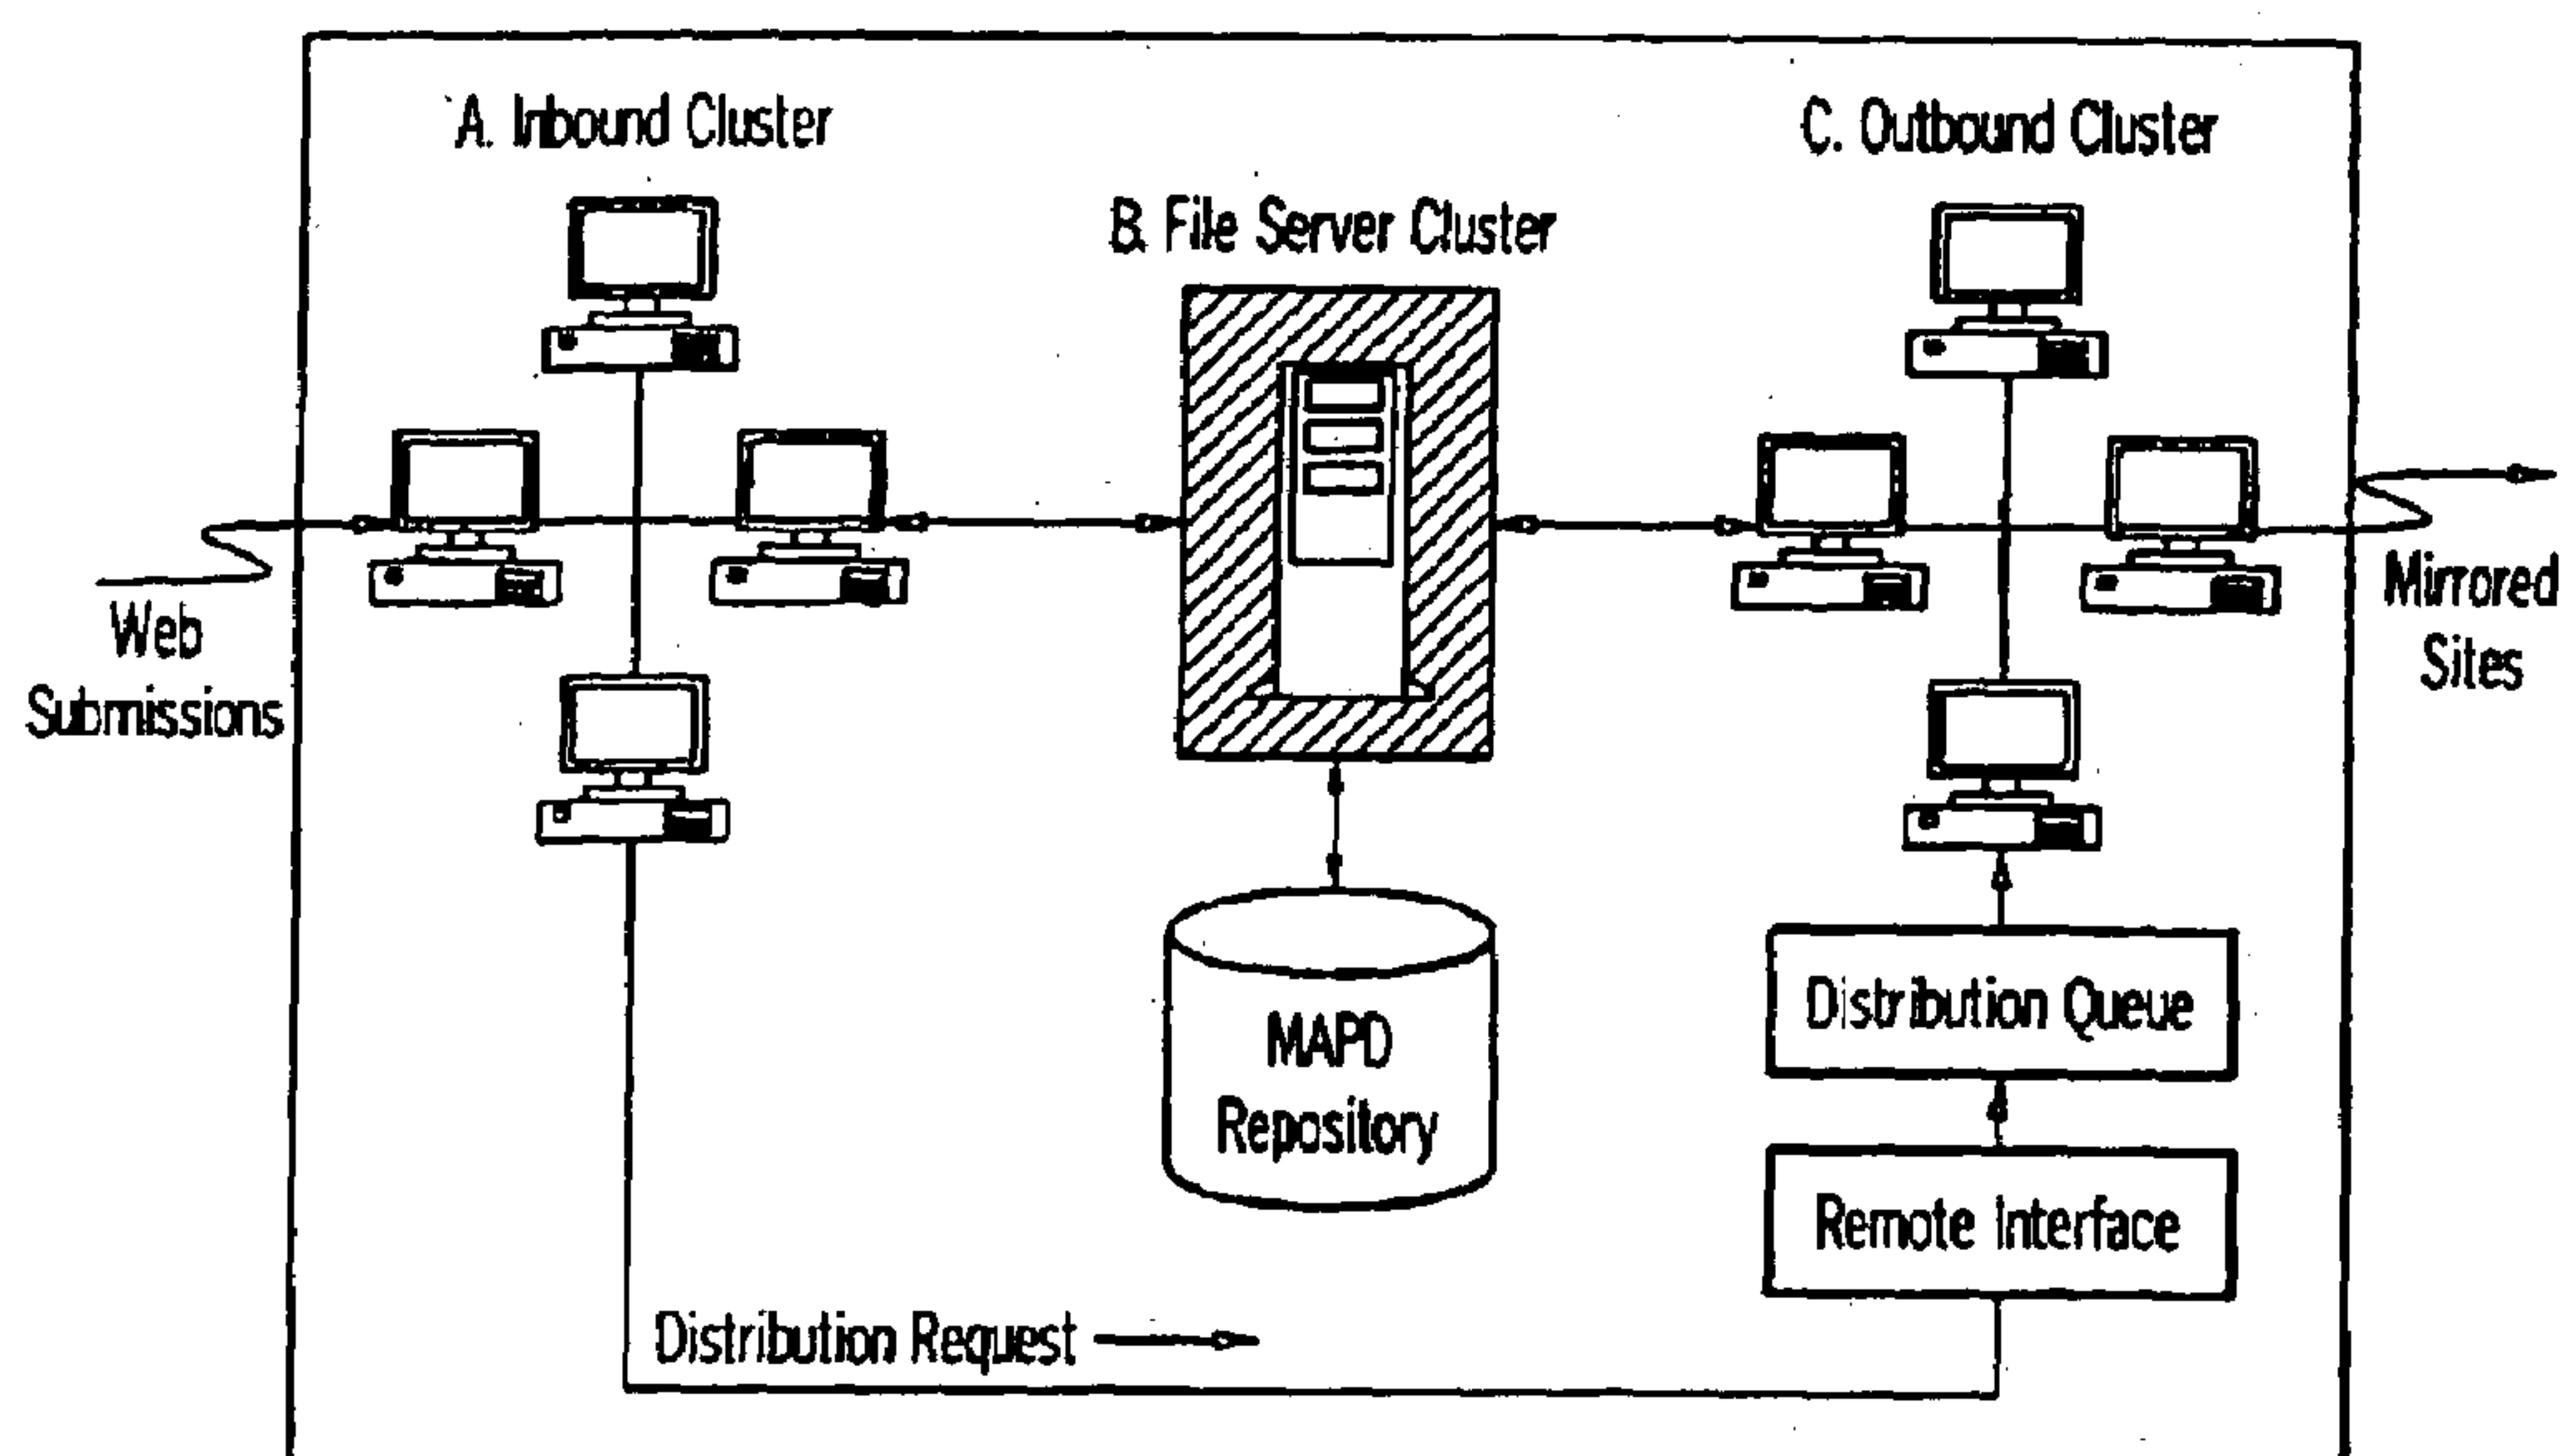 A. Inbound Cluster
C. Outbound Cluster
B. File Server Cluster
Web
Submissions
Mirrored
Sites
MAPD
Repository
Distribution Queue
Remote Interface
Distribution Request